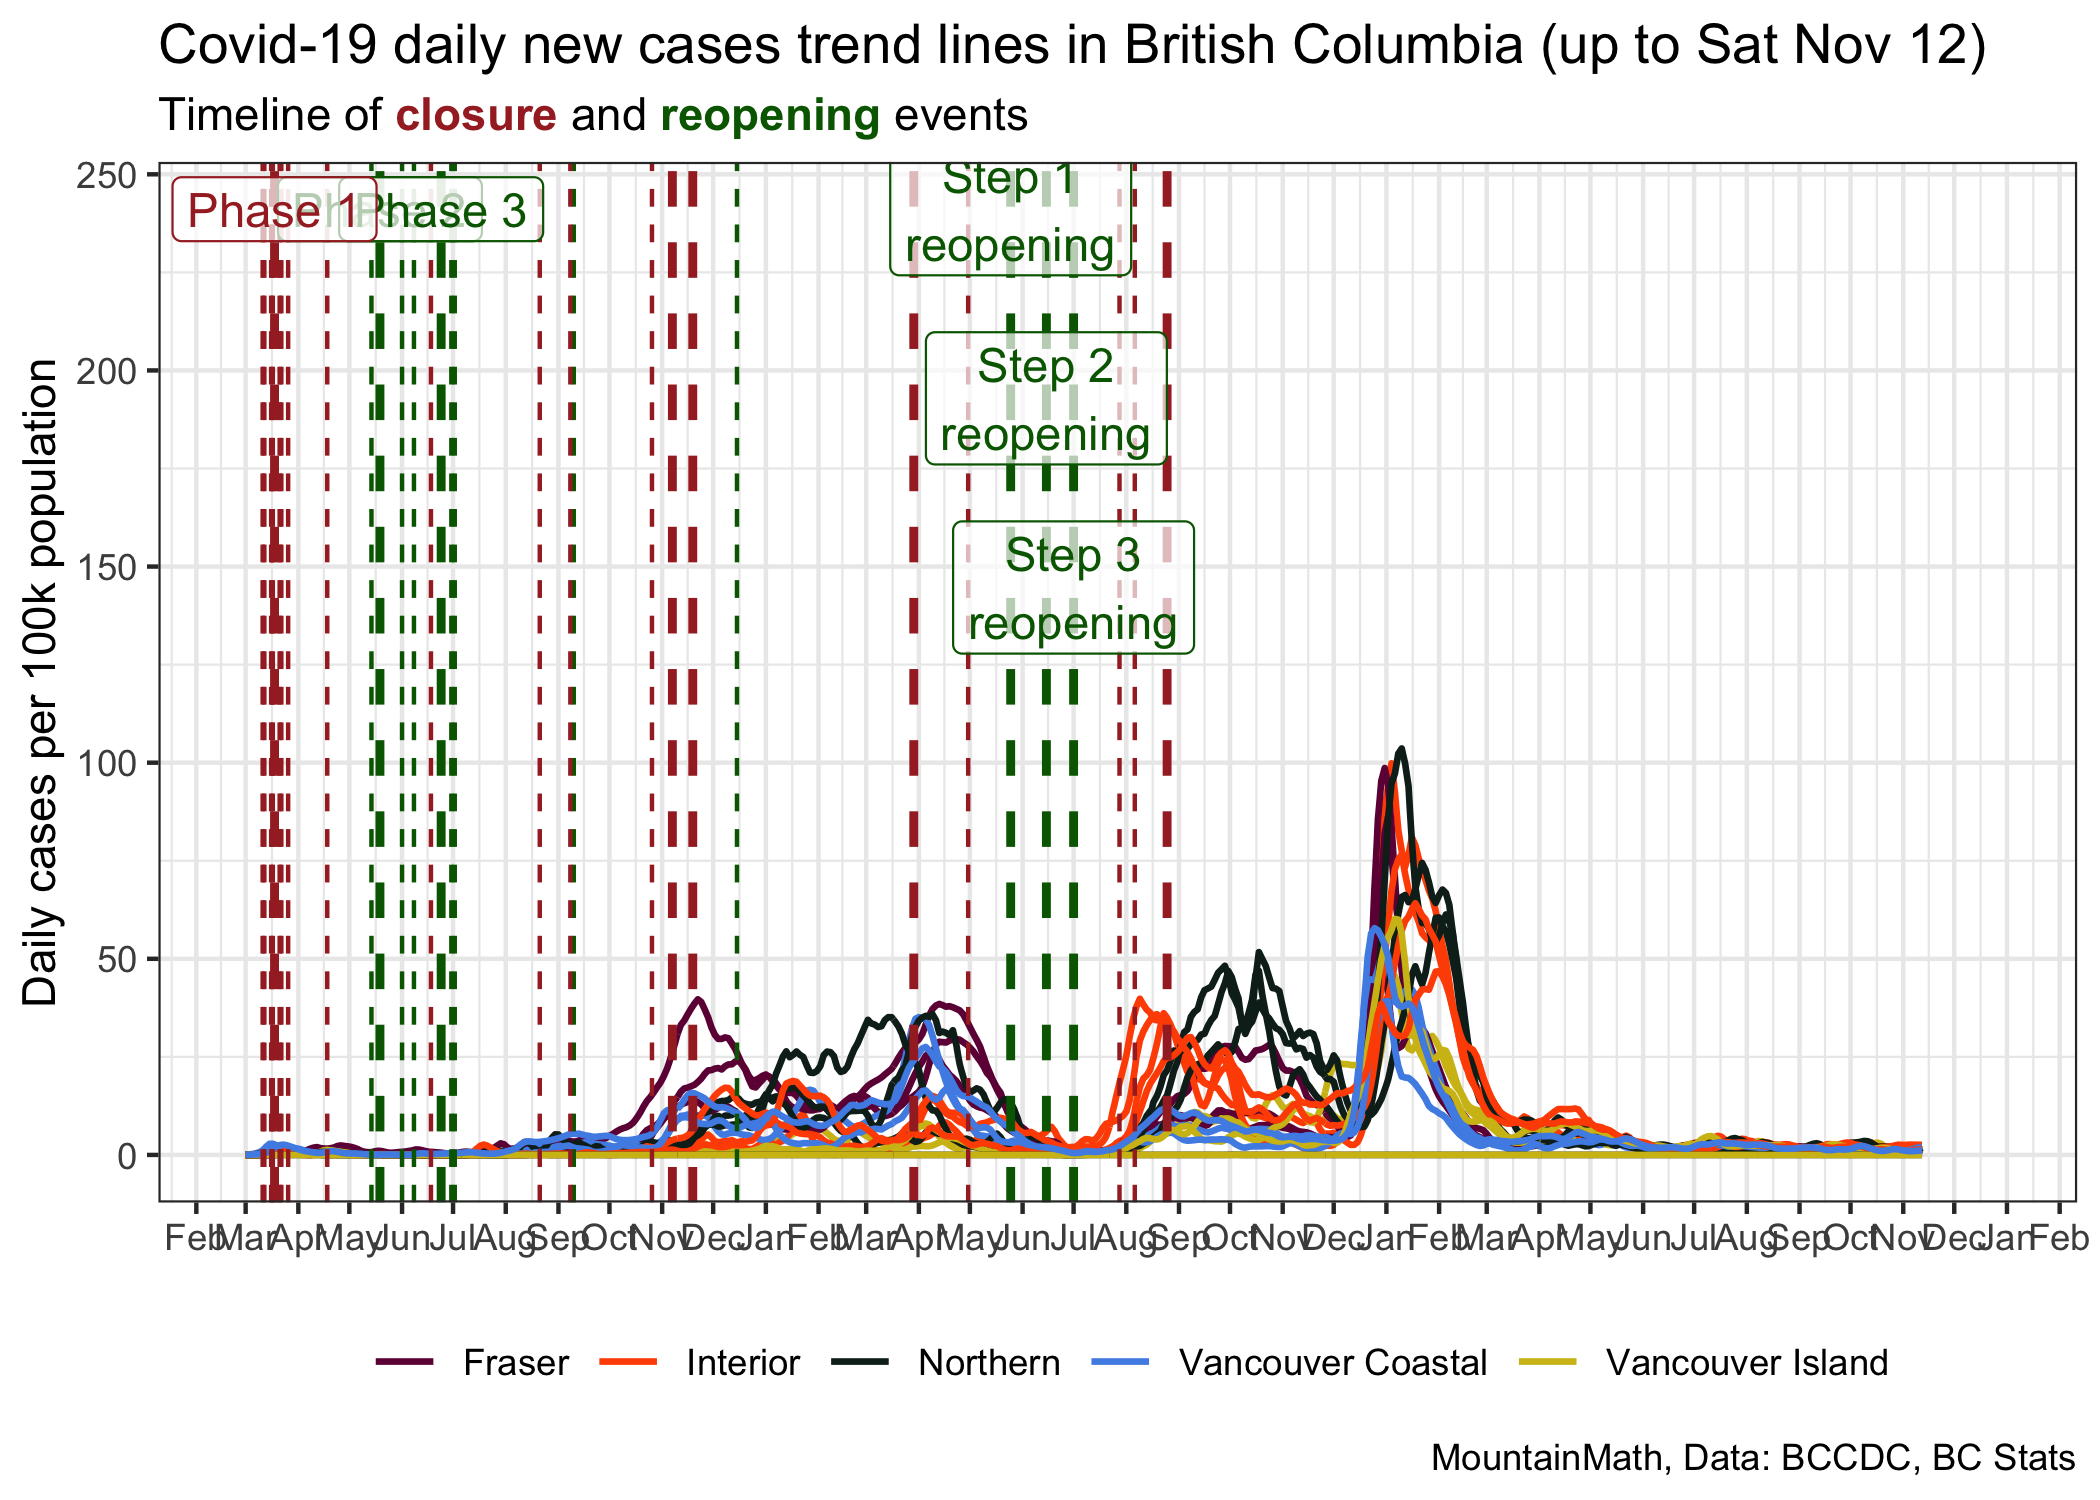 Covid-19 daily new cases trend lines in British Columbia (up to Sat Nov 12)
Timeline of closure and reopening events
Daily cases per 100k population
250
200
150
100
50
0
Phase 1
Phase 2
Phase 3
Step 1
reopening
Step 2
reopening
Step 3
reopening
Feb Mar Apr May Jun Jul Aug Sep Oct Nov Dec Jan Feb Mar Apr May Jun Jul Aug Sep Oct Nov Dec Jan Feb Mar Apr May Jun Jul Aug Sep Oct Nov Dec Jan Feb
Fraser Interior Northern Vancouver Coastal Vancouver Island
MountainMath, Data: BCCDC, BC Stats